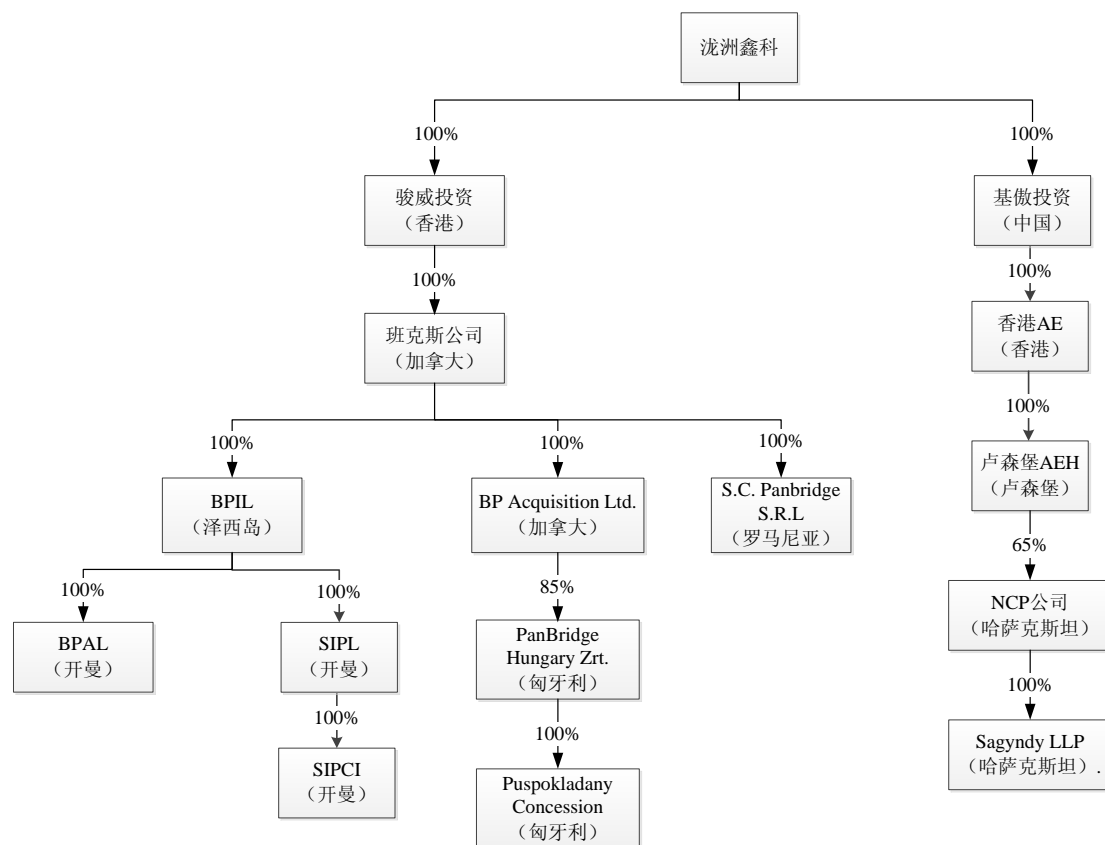 泷洲鑫科
100%
100%
骏威投资
（香港）
基傲投资
（中国）
100%
100%
班克斯公司
（加拿大）
香港AE
（香港）
100%
100%
100%
100%
BPIL
（泽西岛）
BP Acquisition Ltd.
（加拿大）
S.C. Panbridge
S.R.L
（罗马尼亚）
卢森堡AEH
（卢森堡）
100%
100%
85%
65%
BPAL
（开曼）
SIPL
（开曼）
PanBridge
Hungary Zrt.
（匈牙利）
NCP公司
（哈萨克斯坦）
100%
100%
100%
SIPCI
（开曼）
Puspokladany
Concession
（匈牙利）
Sagyndy LLP
（哈萨克斯坦）.